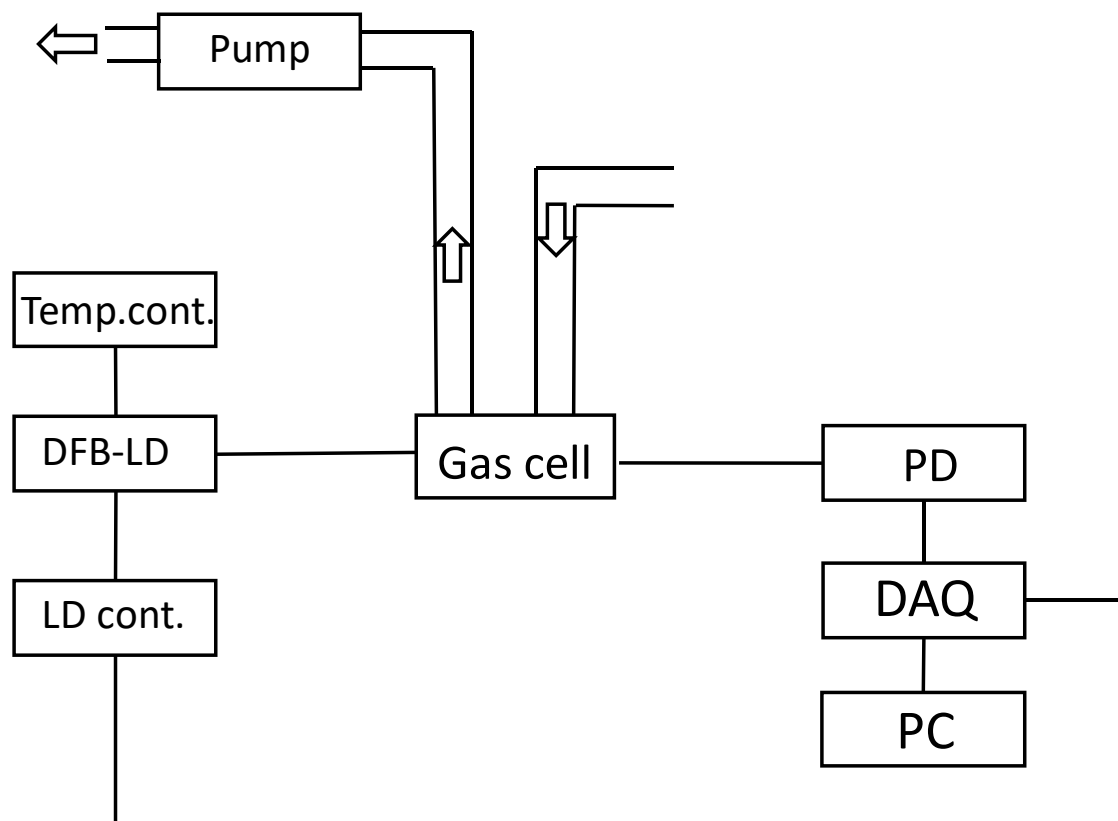 Pump
Temp.cont.
DFB-LD
Gas cell
PD
LD cont.
DAQ
PC